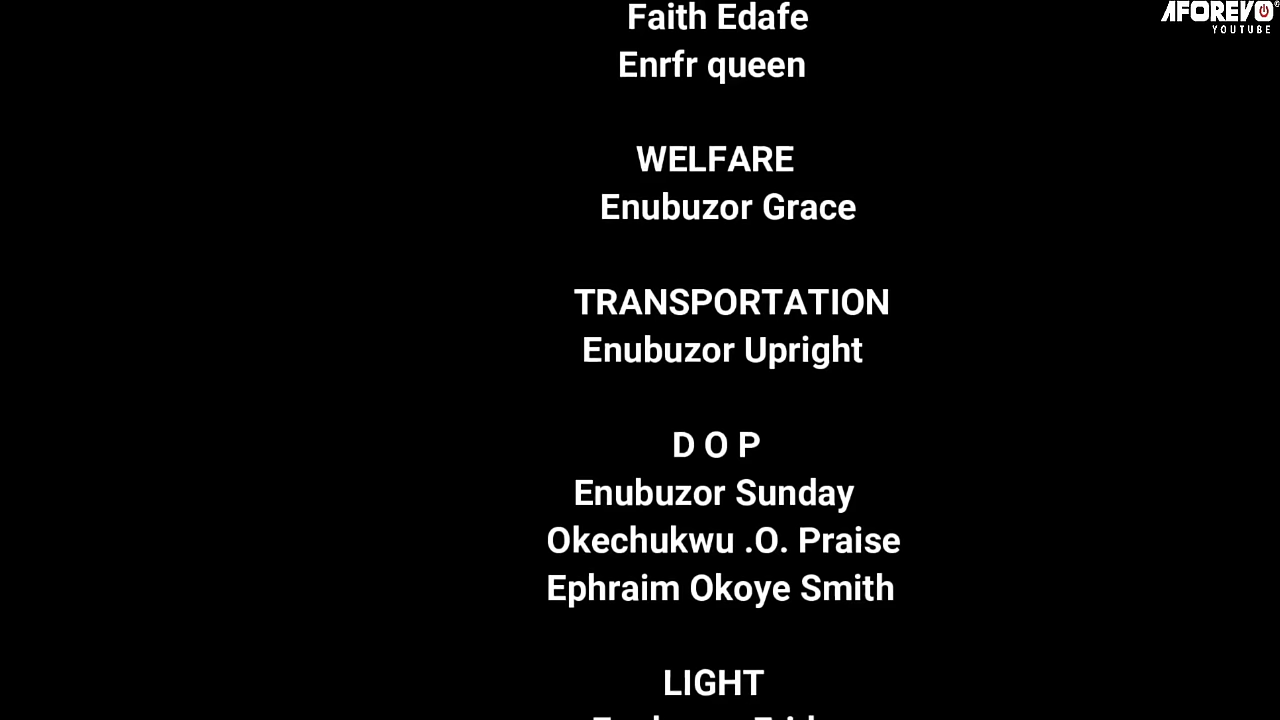 AFOREVO
YOUTUBE
Faith Edafe
Enrfr queen
WELFARE
Enubuzor Grace
TRANSPORTATION
Enubuzor Upright
D O P
Enubuzor Sunday
Okechukwu .O. Praise
Ephraim Okoye Smith
LIGHT